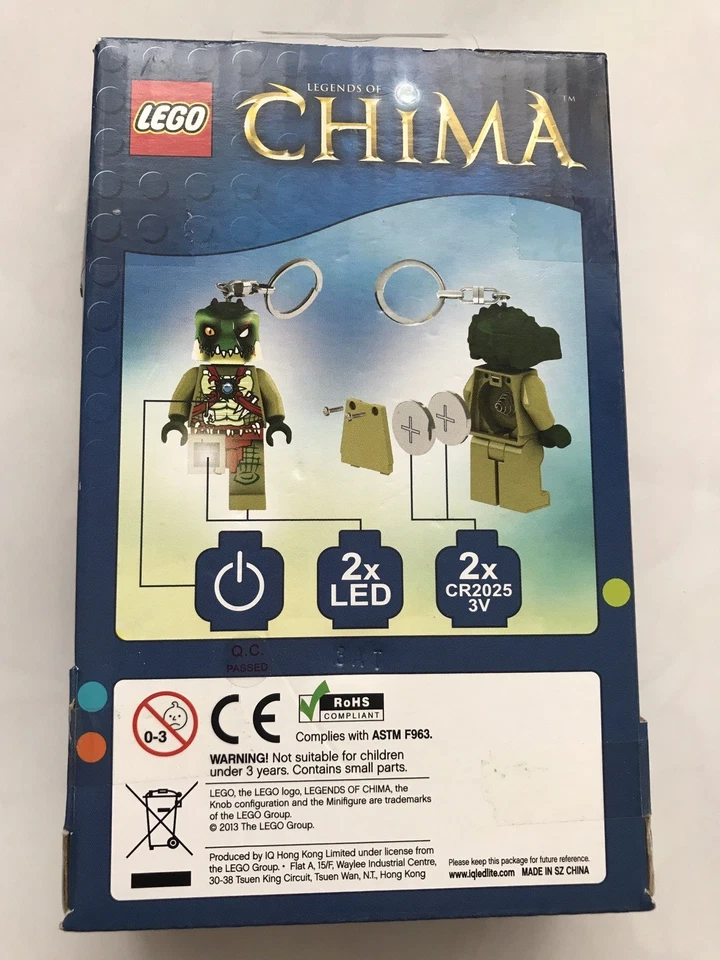 LEGO
LEGENDS OF
CHIMA™
2x
LED
2x
CR2025
3V
Q.C.
PASSED
0-3
CE
RoHS
COMPLIANT
Complies with ASTM F963.
WARNING! Not suitable for children
under 3 years. Contains small parts.
LEGO, the LEGO logo, LEGENDS OF CHIMA, the
Knob configuration and the Minifigure are trademarks
of the LEGO Group.
© 2013 The LEGO Group.
Produced by IQ Hong Kong Limited under license from
the LEGO Group. • Flat A, 15/F, Waylee Industrial Centre,
30-38 Tsuen King Circuit, Tsuen Wan, N.T., Hong Kong
Please keep this package for future reference.
www.iqledlite.com MADE IN SZ CHINA